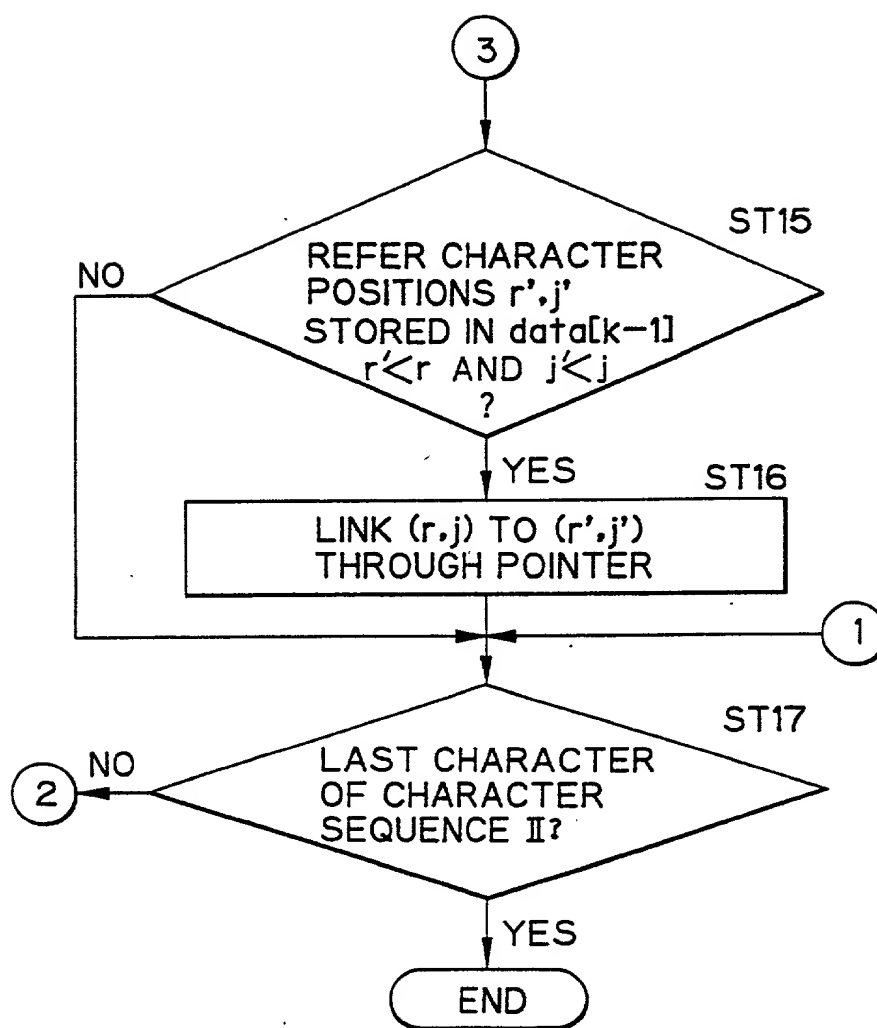 3
ST15
NO
REFER CHARACTER
POSITIONS r',j'
STORED IN data[k-1]
r'<r AND j'<j
?
YES
ST16
LINK (r,j) TO (r',j')
THROUGH POINTER
1
ST17
NO
2
LAST CHARACTER
OF CHARACTER
SEQUENCE Ⅱ?
YES
END